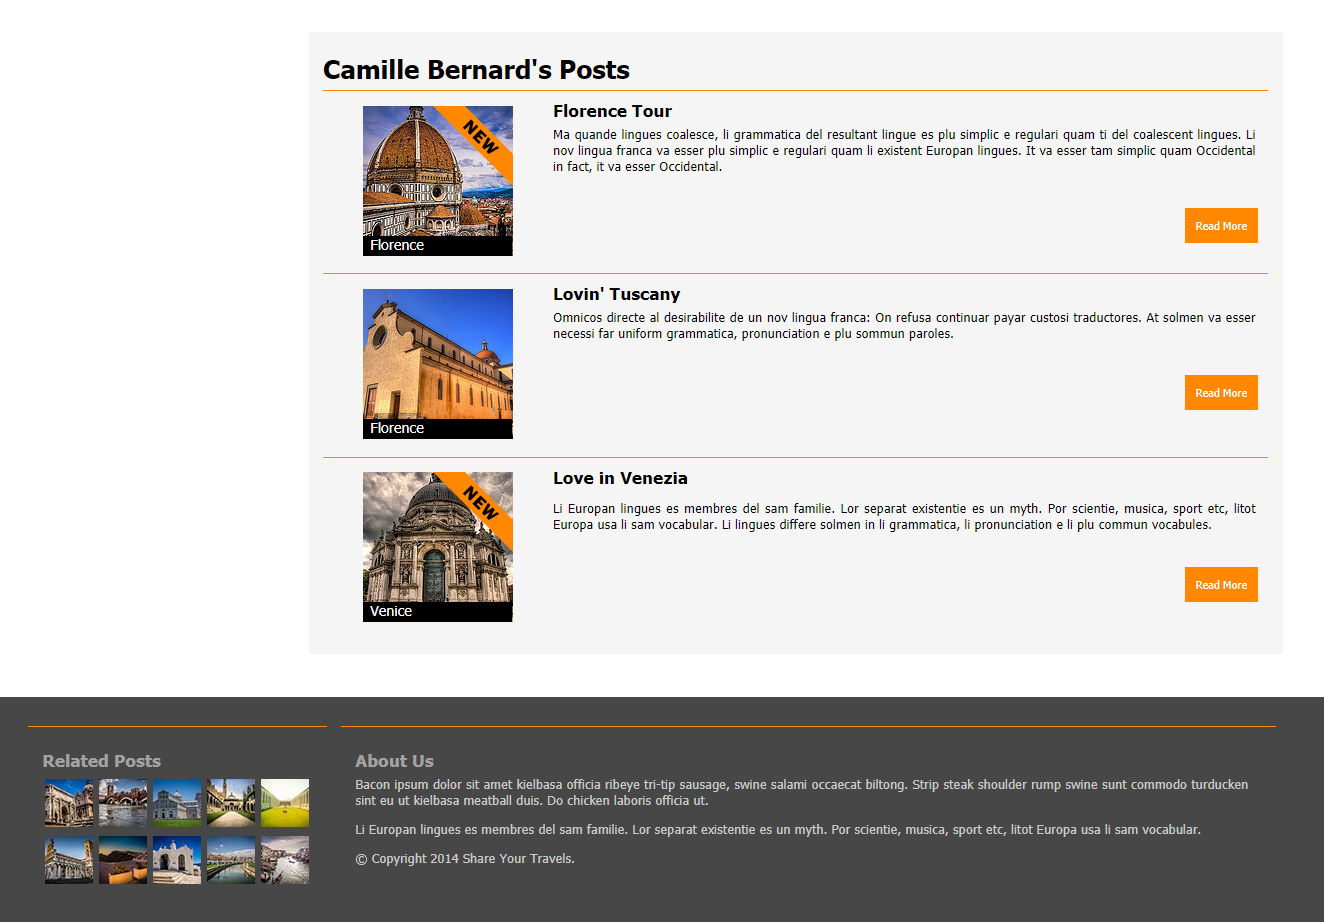 Camille Bernard's Posts
NEW
Florence
Florence Tour
Ma quande lingues coalesce, li grammatica del resultant lingue es plu simplic e regulari quam ti del coalescent lingues. Li
nov lingua franca va esser plu simplic e regulari quam li existent Europan lingues. It va esser tam simplic quam Occidental
in fact, it va esser Occidental.
Read More
Florence
Lovin' Tuscany
Omnicos directe al desirabilite de un nov lingua franca: On refusa continuar payar custosi traductores. At solmen va esser
necessi far uniform grammatica, pronunciation e plu sommun paroles.
Read More
NEW
Venice
Love in Venezia
Li Europan lingues es membres del sam familie. Lor separat existentie es un myth. Por scientie, musica, sport etc, litot
Europa usa li sam vocabular. Li lingues differe solmen in li grammatica, li pronunciation e li plu commun vocabules.
Read More
Related Posts
About Us
Bacon ipsum dolor sit amet kielbasa officia ribeye tri-tip sausage, swine salami occaecat biltong. Strip steak shoulder rump swine sunt commodo turducken
sint eu ut kielbasa meatball duis. Do chicken laboris officia ut.
Li Europan lingues es membres del sam familie. Lor separat existentie es un myth. Por scientie, musica, sport etc, litot Europa usa li sam vocabular.
© Copyright 2014 Share Your Travels.